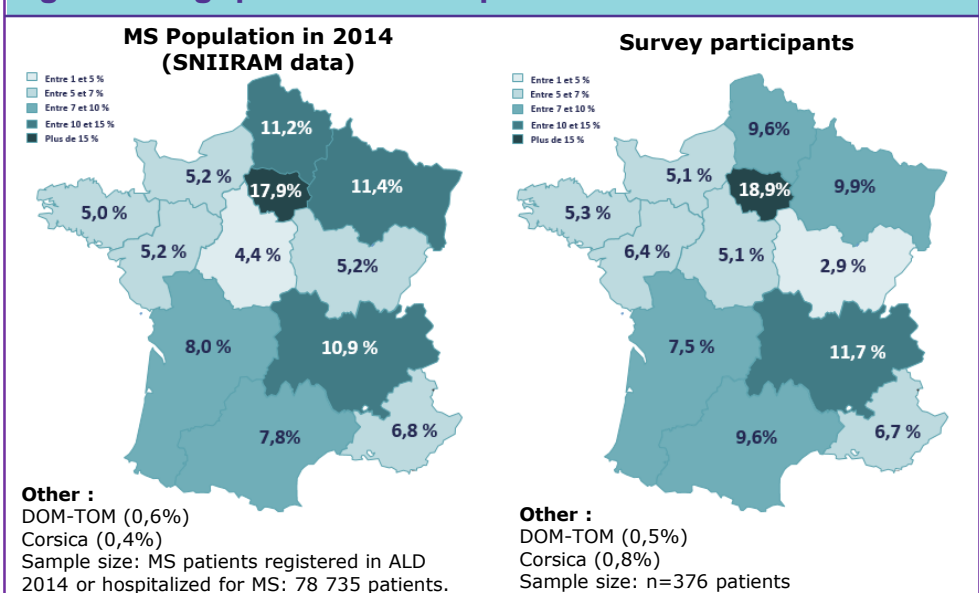 MS Population in 2014
(SNIIRAM data)
Entre 1 et 5 %
Entre 5 et 7 %
Entre 7 et 10 %
Entre 10 et 15 %
Plus de 15 %
11,2%
5,2 %
17,9%
11,4%
5,0 %
5,2 %
4,4 %
5,2%
8,0 %
10,9 %
7,8%
6,8 %
Other :
DOM-TOM (0,6%)
Corsica (0,4%)
Sample size: MS patients registered in ALD
2014 or hospitalized for MS: 78 735 patients.
Survey participants
Entre 1 et 5 %
Entre 5 et 7 %
Entre 7 et 10 %
Entre 10 et 15 %
Plus de 15 %
9,6%
5,1 %
18,9%
9,9%
5,3 %
6,4 %
5,1 %
2,9 %
7,5 %
11,7 %
9,6%
6,7 %
Other :
DOM-TOM (0,5%)
Corsica (0,8%)
Sample size: n=376 patients